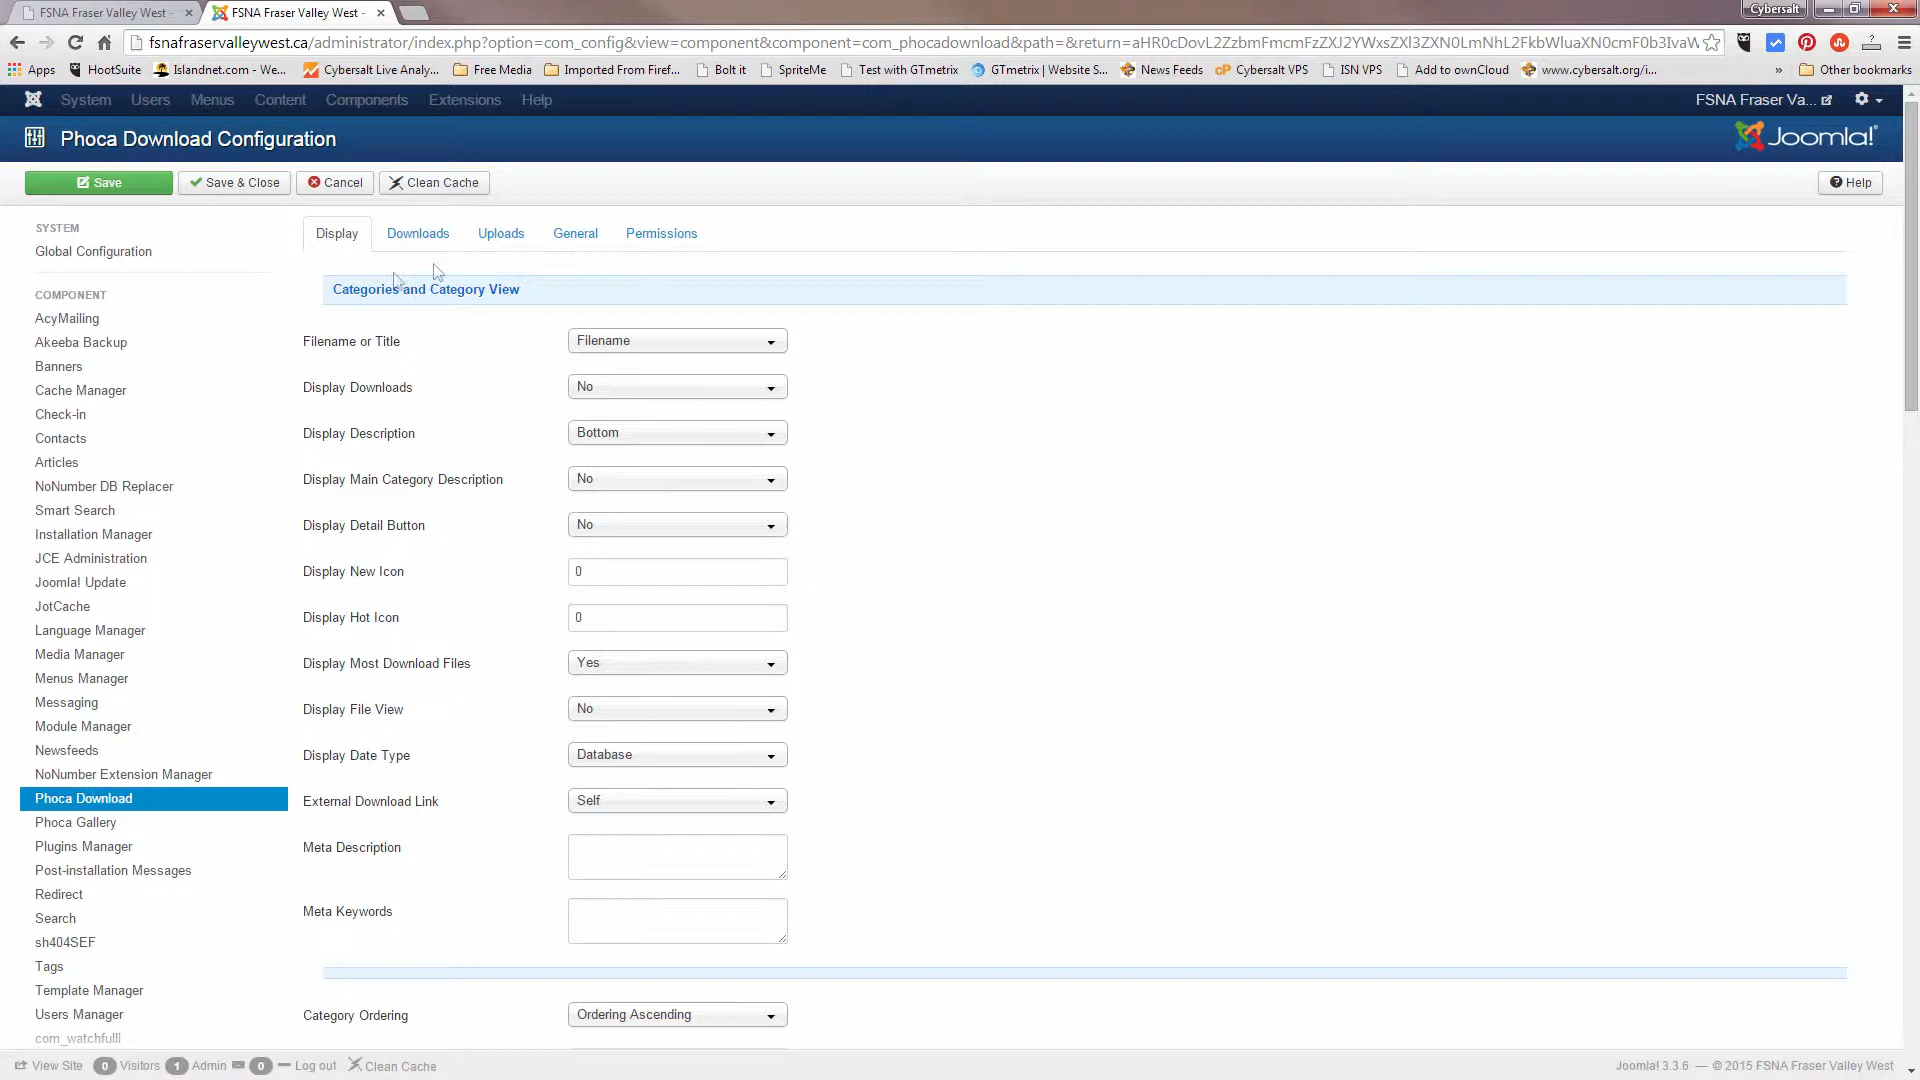 FSNA Fraser Valley West -
FSNA Fraser Valley West -
Cybersalt
fsnafraservalleywest.ca/administrator/index.php?option=com_config&view=component&component=com_phocadownload&path=&return=
Apps HootSuite Islandnet.com - We... Cybersalt Live Analy... Free Media Imported From Firef... Bolt it SpriteMe Test with GTmetrix GTmetrix | Website S... News Feeds Cybersalt VPS ISN VPS Add to ownCloud www.cybersalt.org/i... » Other bookmarks
System Users Menus Content Components Extensions Help FSNA Fraser Va...
Phoca Download Configuration
Joomla!
Save Save & Close Cancel Clean Cache Help
SYSTEM
Global Configuration
COMPONENT
AcyMailing
Akeeba Backup
Banners
Cache Manager
Check-in
Contacts
Articles
NoNumber DB Replacer
Smart Search
Installation Manager
JCE Administration
Joomla! Update
JotCache
Language Manager
Media Manager
Menus Manager
Messaging
Module Manager
Newsfeeds
NoNumber Extension Manager
Phoca Download
Phoca Gallery
Plugins Manager
Post-installation Messages
Redirect
Search
sh404SEF
Tags
Template Manager
Users Manager
com_watchfulli
Display Downloads Uploads General Permissions
Categories and Category View
Filename or Title Filename
Display Downloads No
Display Description Bottom
Display Main Category Description No
Display Detail Button No
Display New Icon 0
Display Hot Icon 0
Display Most Download Files Yes
Display File View No
Display Date Type Database
External Download Link Self
Meta Description
Meta Keywords
Category Ordering Ordering Ascending
View Site 0 Visitors 1 Admin 0 Log out Clean Cache
Joomla! 3.3.6 — © 2015 FSNA Fraser Valley West